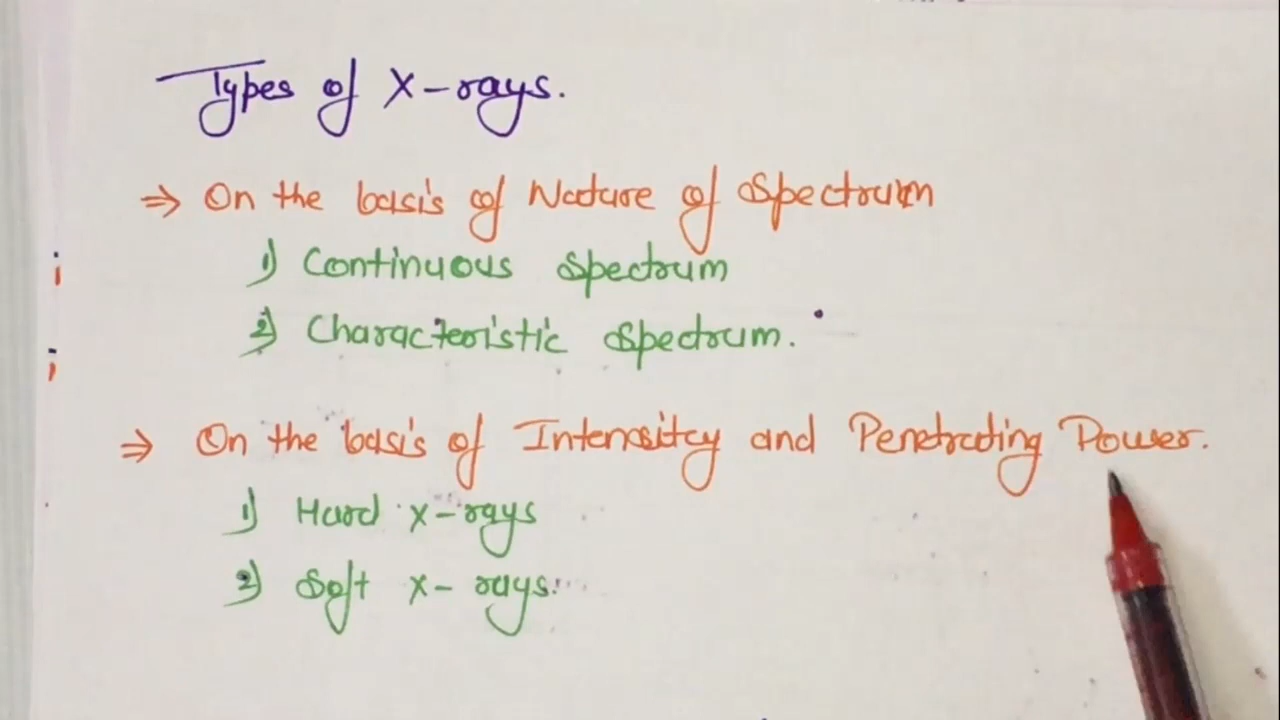 Types of X-rays.
⇒ On the basis of Nature of Spectrum
1) Continuous Spectrum
2) Characteristic Spectrum.
⇒ On the basis of Intensity and Penetrating Power.
1) Hard X-rays
2) Soft X-rays.